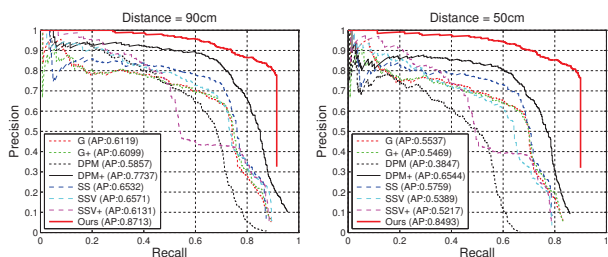 Distance = 90cm
Precision
1
0.9
0.8
0.7
0.6
0.5
0.4
0.3
0.2
0.1
0
G (AP:0.6119)
G+ (AP:0.6099)
DPM (AP:0.5857)
DPM+ (AP:0.7737)
SS (AP:0.6532)
SSV (AP:0.6571)
SSV+ (AP:0.6131)
Ours (AP:0.8713)
0 0.2 0.4 0.6 0.8 1
Recall
Distance = 50cm
Precision
1
0.9
0.8
0.7
0.6
0.5
0.4
0.3
0.2
0.1
0
G (AP:0.5537)
G+ (AP:0.5469)
DPM (AP:0.3847)
DPM+ (AP:0.6544)
SS (AP:0.5759)
SSV (AP:0.5389)
SSV+ (AP:0.5217)
Ours (AP:0.8493)
0 0.2 0.4 0.6 0.8 1
Recall